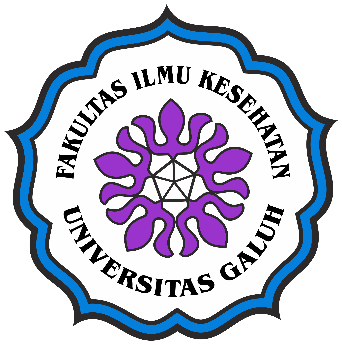 FAKULTAS ILMU KESEHATAN
UNIVERSITAS GALUH